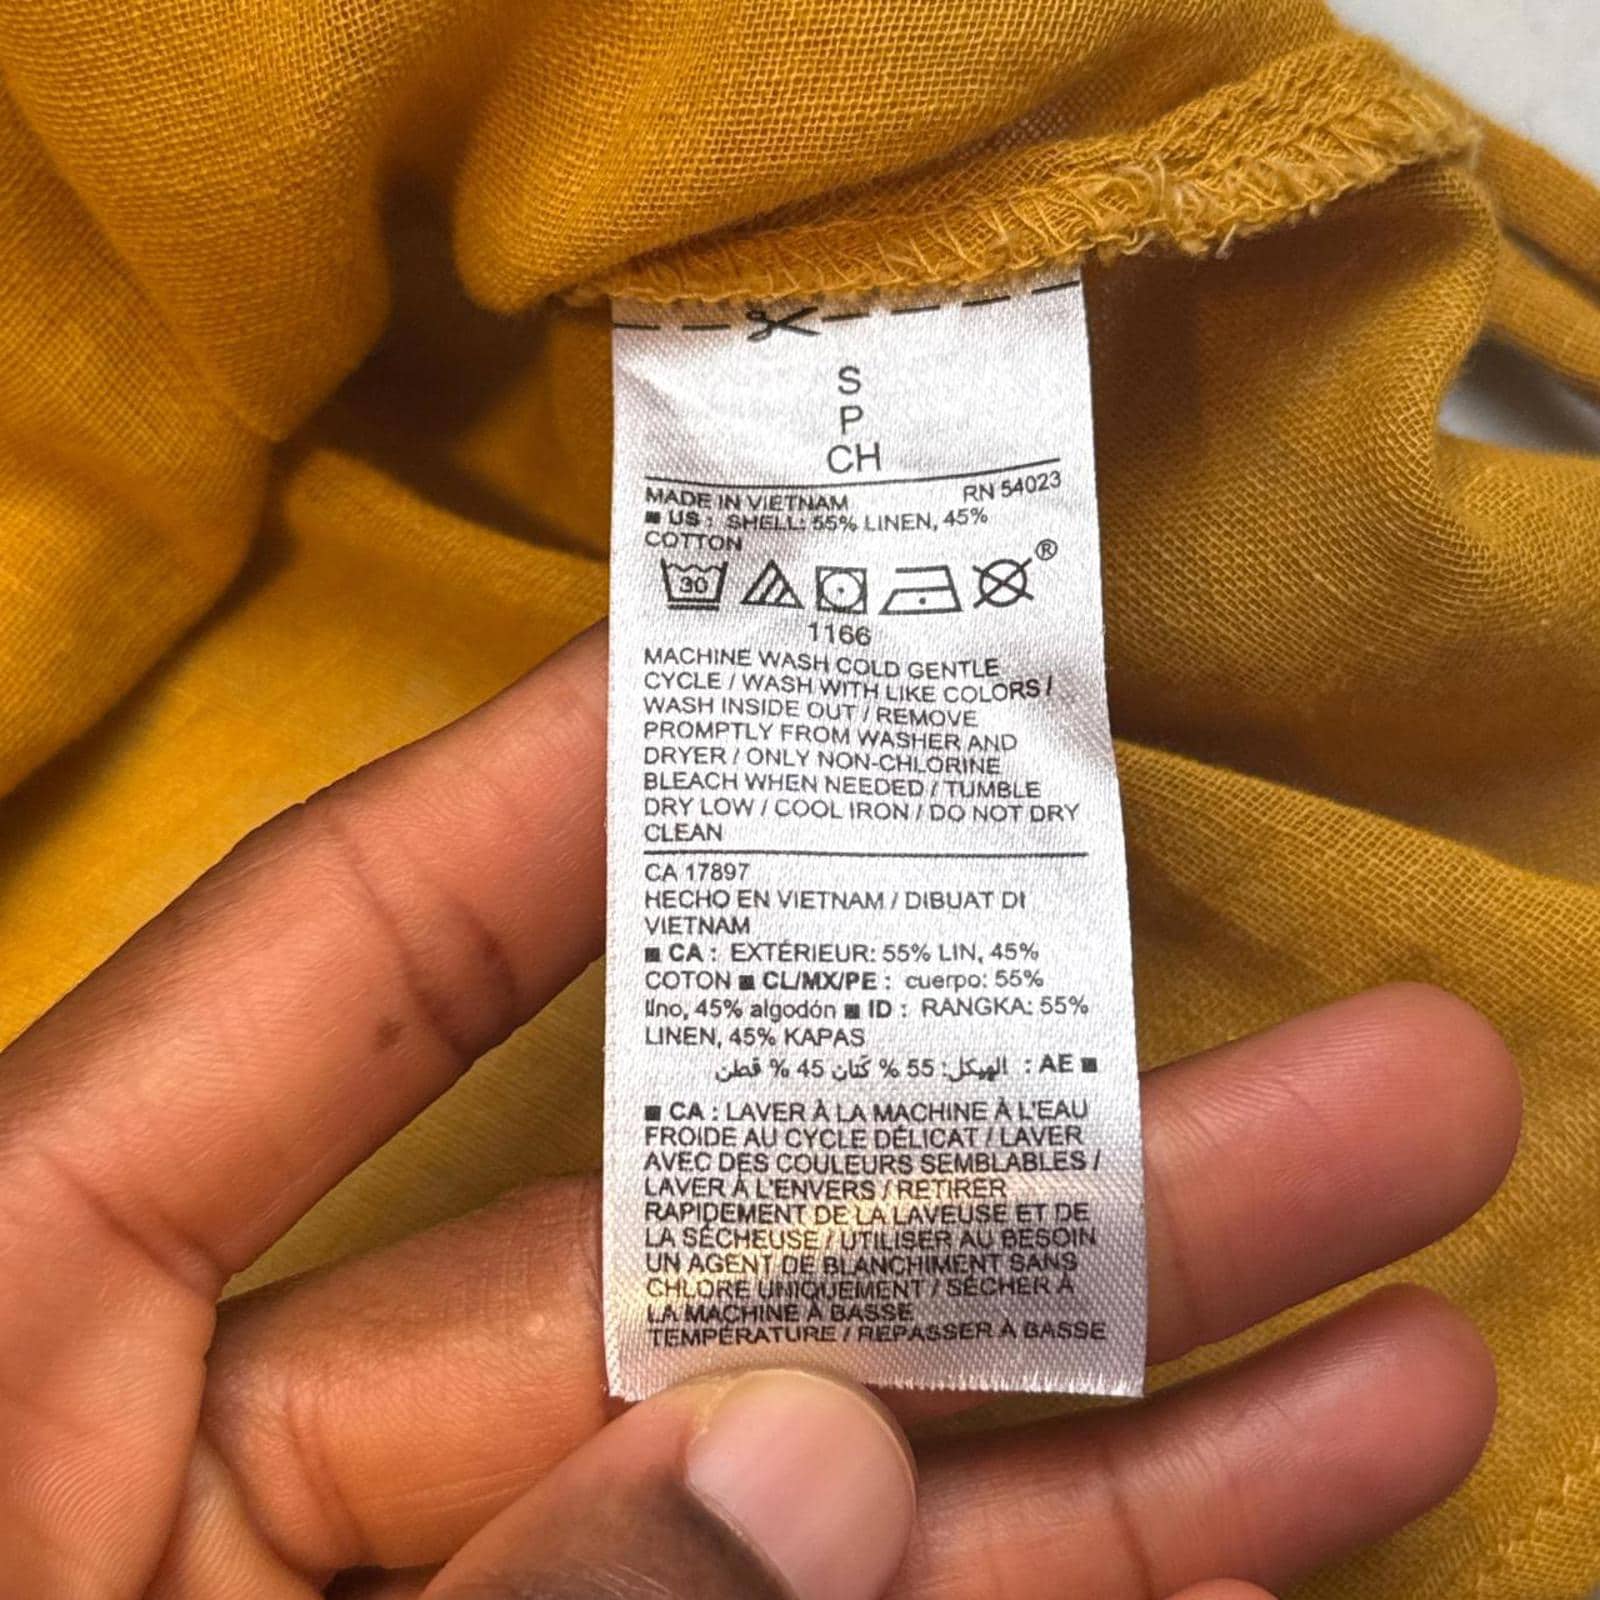 S
P
CH
MADE IN VIETNAM RN 54023
■ US : SHELL: 55% LINEN, 45%
COTTON
30 ®
1166
MACHINE WASH COLD GENTLE
CYCLE / WASH WITH LIKE COLORS /
WASH INSIDE OUT / REMOVE
PROMPTLY FROM WASHER AND
DRYER / ONLY NON-CHLORINE
BLEACH WHEN NEEDED / TUMBLE
DRY LOW / COOL IRON / DO NOT DRY
CLEAN
CA 17897
HECHO EN VIETNAM / DIBUAT DI
VIETNAM
■ CA : EXTÉRIEUR: 55% LIN, 45%
COTON ■ CL/MX/PE : cuerpo: 55%
lino, 45% algodón ■ ID : RANGKA: 55%
LINEN, 45% KAPAS
■ AE : الهيكل: 55 % كتان 45 % قطن
■ CA : LAVER À LA MACHINE À L'EAU
FROIDE AU CYCLE DÉLICAT / LAVER
AVEC DES COULEURS SEMBLABLES /
LAVER À L'ENVERS / RETIRER
RAPIDEMENT DE LA LAVEUSE ET DE
LA SÉCHEUSE / UTILISER AU BESOIN
UN AGENT DE BLANCHIMENT SANS
CHLORE UNIQUEMENT / SÉCHER À
LA MACHINE À BASSE
TEMPÉRATURE / REPASSER À BASSE